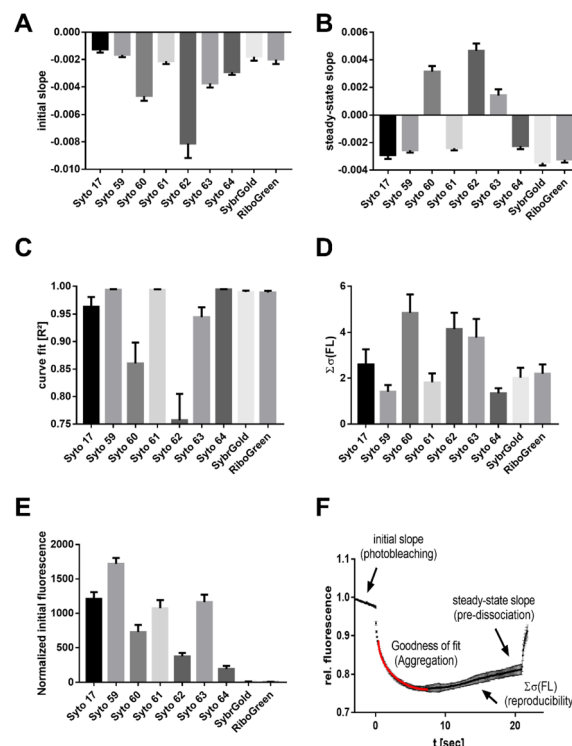 A
initial slope
-0.000
-0.002
-0.004
-0.006
-0.008
-0.010
Syto 17
Syto 59
Syto 60
Syto 61
Syto 62
Syto 63
Syto 64
SybrGold
RiboGreen
B
steady-state slope
0.006
0.004
0.002
0.000
-0.002
-0.004
Syto 17
Syto 59
Syto 60
Syto 61
Syto 62
Syto 63
Syto 64
SybrGold
RiboGreen
C
curve fit [R²]
1.00
0.95
0.90
0.85
0.80
0.75
Syto 17
Syto 59
Syto 60
Syto 61
Syto 62
Syto 63
Syto 64
SybrGold
RiboGreen
D
Σσ(FL)
6
4
2
0
Syto 17
Syto 59
Syto 60
Syto 61
Syto 62
Syto 63
Syto 64
SybrGold
RiboGreen
E
Normalized initial fluorescence
2000
1500
1000
500
0
Syto 17
Syto 59
Syto 60
Syto 61
Syto 62
Syto 63
Syto 64
SybrGold
RiboGreen
F
rel. fluorescence
1.1
1.0
0.9
0.8
0.7
initial slope
(photobleaching)
steady-state slope
(pre-dissociation)
Goodness of fit
(Aggregation)
Σσ(FL)
(reproducibility)
0
10
20
t [sec]